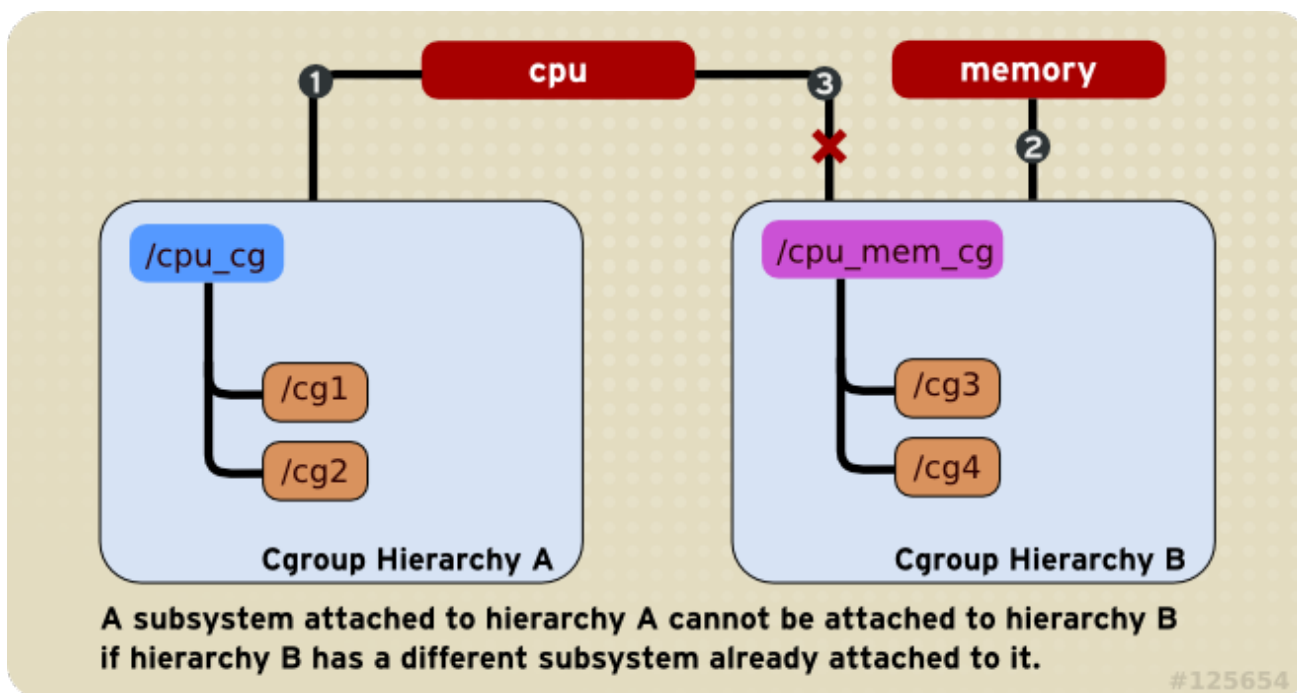 cpu
memory
1
3
2
/cpu_cg
/cg1
/cg2
Cgroup Hierarchy A
/cpu_mem_cg
/cg3
/cg4
Cgroup Hierarchy B
A subsystem attached to hierarchy A cannot be attached to hierarchy B
if hierarchy B has a different subsystem already attached to it.
#125654